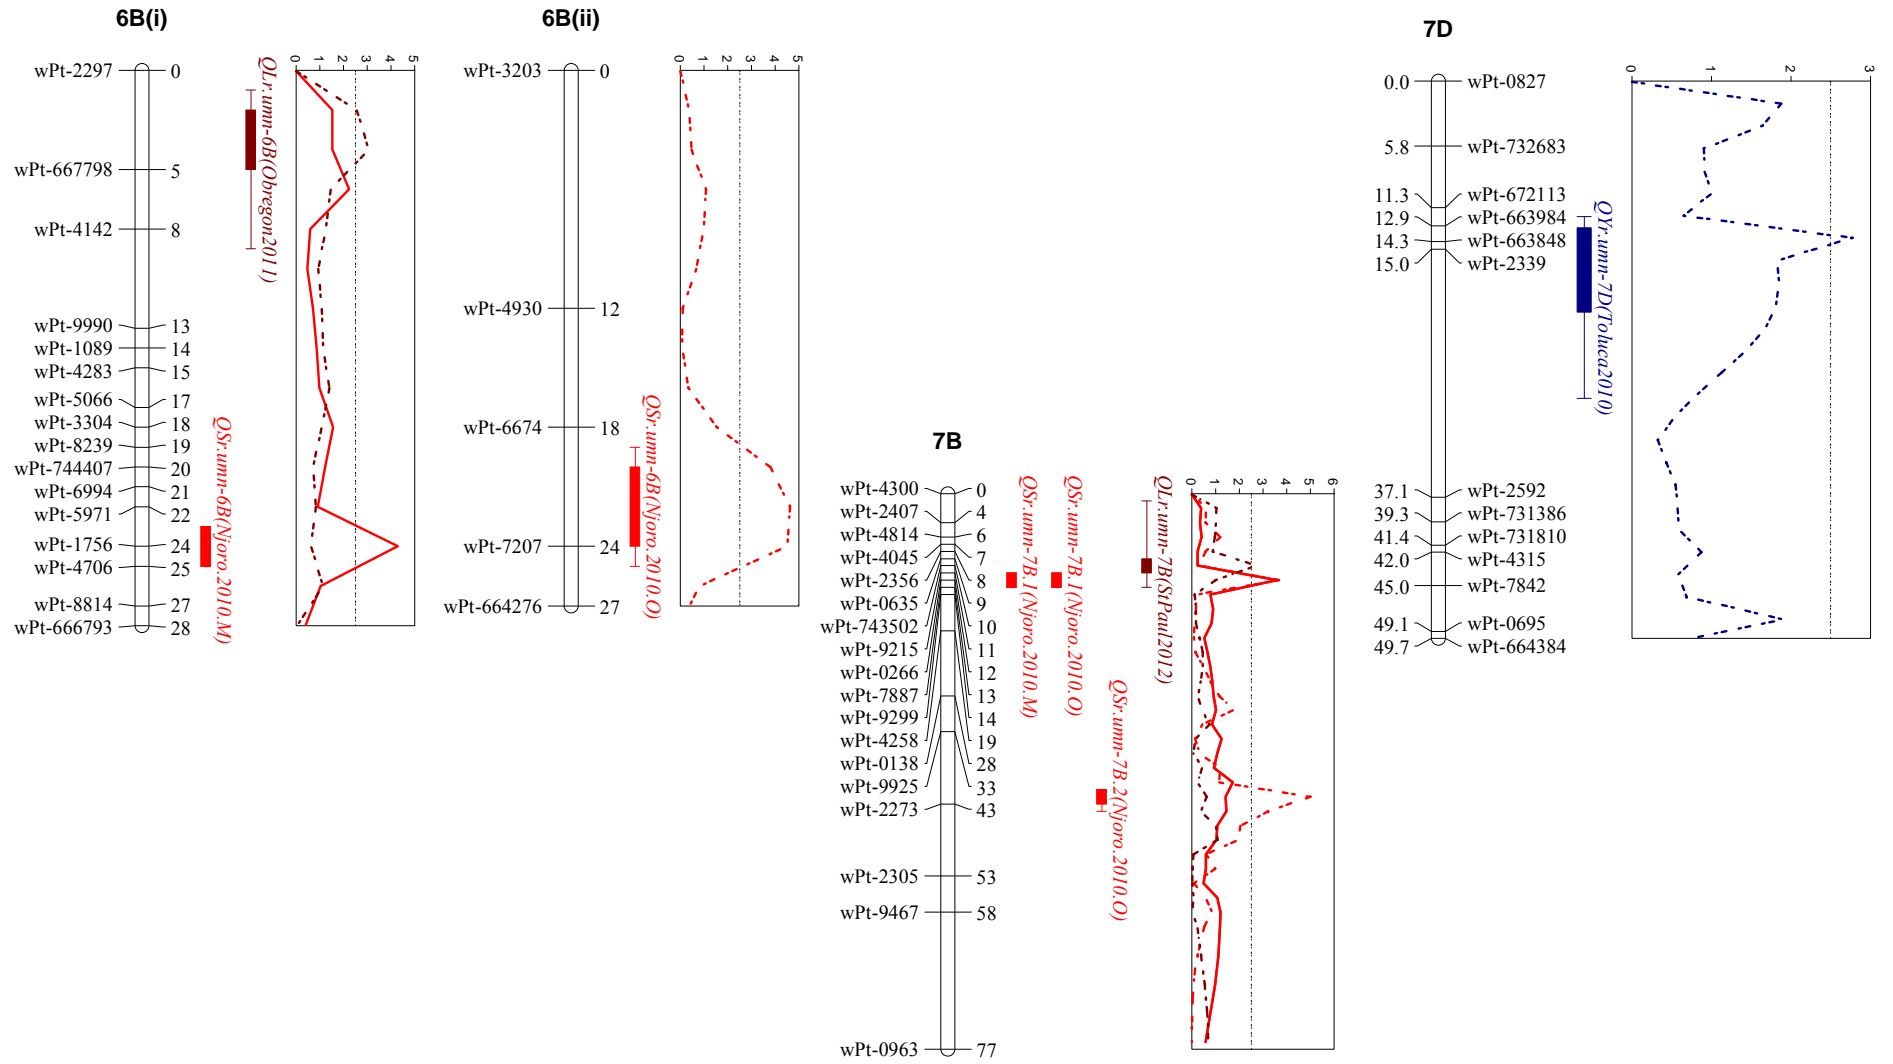 6B(i)
0 1 2 3 4 5
wPt-2297 0
wPt-667798 5
wPt-4142 8
wPt-9990 13
wPt-1089 14
wPt-4283 15
wPt-5066 17
wPt-3304 18
wPt-8239 19
wPt-744407 20
wPt-6994 21
wPt-5971 22
wPt-1756 24
wPt-4706 25
wPt-8814 27
wPt-666793 28
QSr.umn-6B(Njoro.2010.M)
QLr.umn-6B(Obregon2011)
6B(ii)
0 1 2 3 4 5
wPt-3203 0
wPt-4930 12
wPt-6674 18
wPt-7207 24
wPt-664276 27
QSr.umn-6B(Njoro.2010.O)
7B
0 1 2 3 4 5 6
wPt-4300 0
wPt-2407 4
wPt-4814 6
wPt-4045 7
wPt-2356 8
wPt-0635 9
wPt-743502 10
wPt-9215 11
wPt-0266 12
wPt-7887 13
wPt-9299 14
wPt-4258 19
wPt-0138 28
wPt-9925 33
wPt-2273 43
wPt-2305 53
wPt-9467 58
wPt-0963 77
QSr.umn-7B.1(Njoro.2010.M)
QSr.umn-7B.1(Njoro.2010.O)
QSr.umn-7B.2(Njoro.2010.O)
QLr.umn-7B(StPaul2012)
7D
0 1 2 3
0.0 wPt-0827
5.8 wPt-732683
11.3 wPt-672113
12.9 wPt-663984
14.3 wPt-663848
15.0 wPt-2339
37.1 wPt-2592
39.3 wPt-731386
41.4 wPt-731810
42.0 wPt-4315
45.0 wPt-7842
49.1 wPt-0695
49.7 wPt-664384
QYr.umn-7D(Toluca2010)